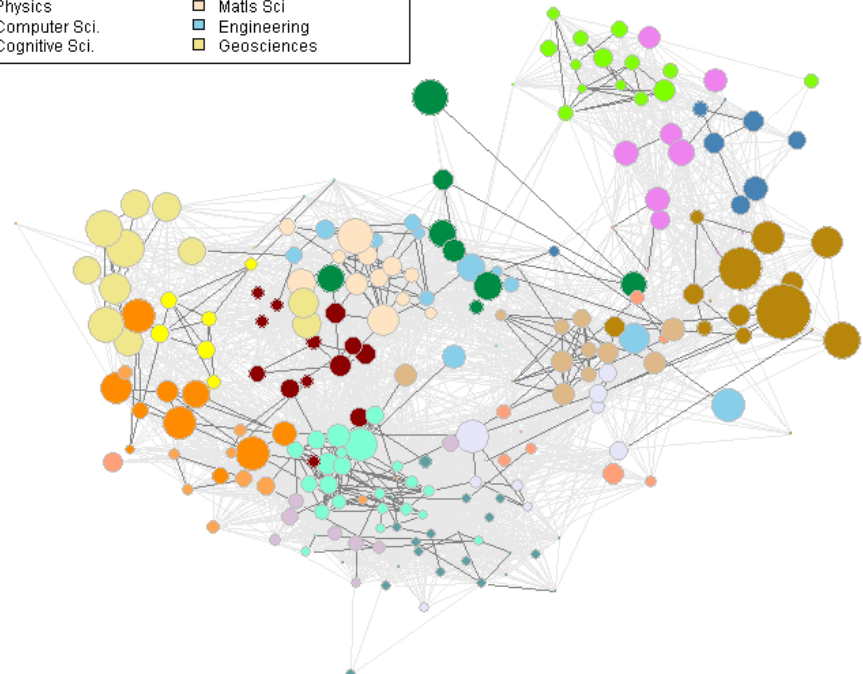 Physics Matls Sci
Computer Sci. Engineering
Cognitive Sci. Geosciences